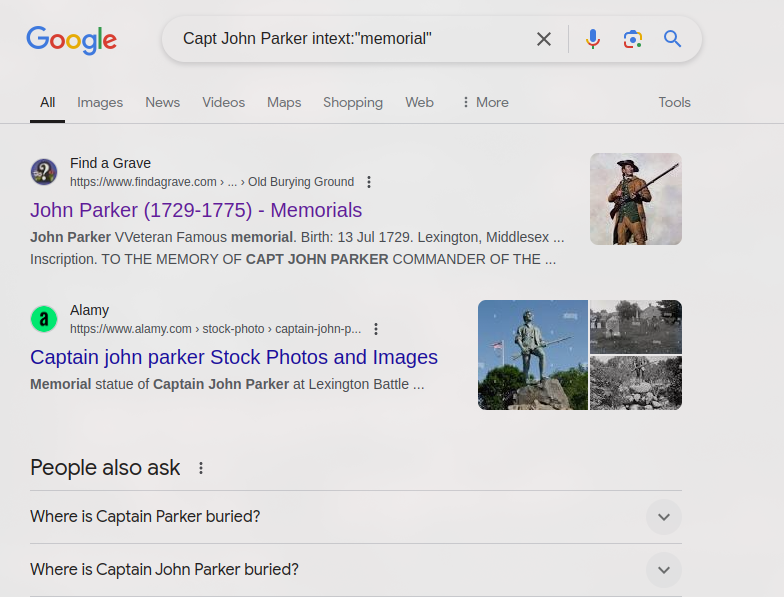 Google
Capt John Parker intext:"memorial"
All Images News Videos Maps Shopping Web More Tools
Find a Grave
https://www.findagrave.com › ... › Old Burying Ground
John Parker (1729-1775) - Memorials
John Parker VVeteran Famous memorial. Birth: 13 Jul 1729. Lexington, Middlesex ...
Inscription. TO THE MEMORY OF CAPT JOHN PARKER COMMANDER OF THE ...
a
Alamy
https://www.alamy.com › stock-photo › captain-john-p...
Captain john parker Stock Photos and Images
Memorial statue of Captain John Parker at Lexington Battle ...
People also ask
Where is Captain Parker buried?
Where is Captain John Parker buried?